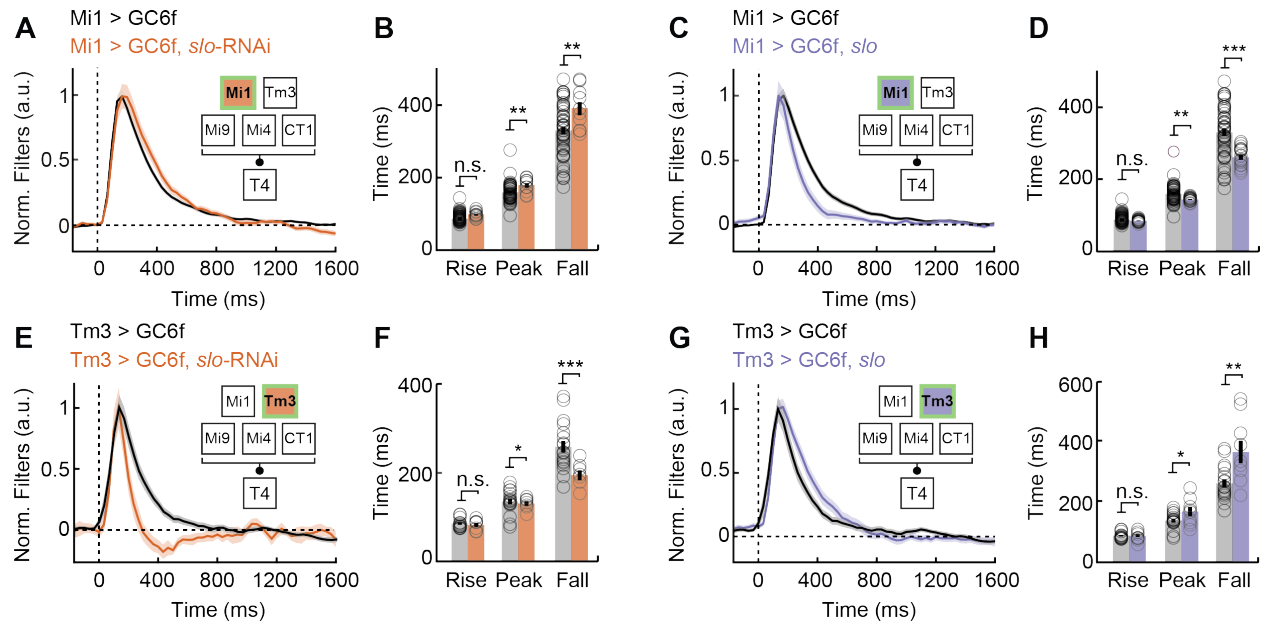 A
Mi1 > GC6f
Mi1 > GC6f, slo-RNAi
Norm. Filters (a.u.)
1
0.5
0
0 400 800 1200 1600
Time (ms)
Mi1 Tm3
Mi9 Mi4 CT1
T4
B
Time (ms)
400
200
0
n.s.
**
**
Rise Peak Fall
C
Mi1 > GC6f
Mi1 > GC6f, slo
Norm. Filters (a.u.)
1
0.5
0
0 400 800 1200 1600
Time (ms)
Mi1 Tm3
Mi9 Mi4 CT1
T4
D
Time (ms)
400
200
0
n.s.
**
***
Rise Peak Fall
E
Tm3 > GC6f
Tm3 > GC6f, slo-RNAi
Norm. Filters (a.u.)
1
0.5
0
0 400 800 1200 1600
Time (ms)
Mi1 Tm3
Mi9 Mi4 CT1
T4
F
Time (ms)
400
200
0
n.s.
*
***
Rise Peak Fall
G
Tm3 > GC6f
Tm3 > GC6f, slo
Norm. Filters (a.u.)
1
0.5
0
0 400 800 1200 1600
Time (ms)
Mi1 Tm3
Mi9 Mi4 CT1
T4
H
Time (ms)
600
400
200
0
n.s.
*
**
Rise Peak Fall